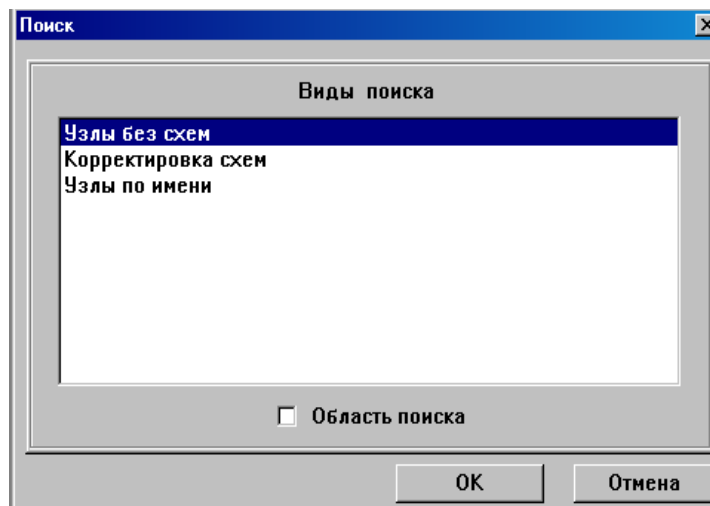 Поиск
Виды поиска
Узлы без схем
Корректировка схем
Узлы по имени
Область поиска
OK
Отмена